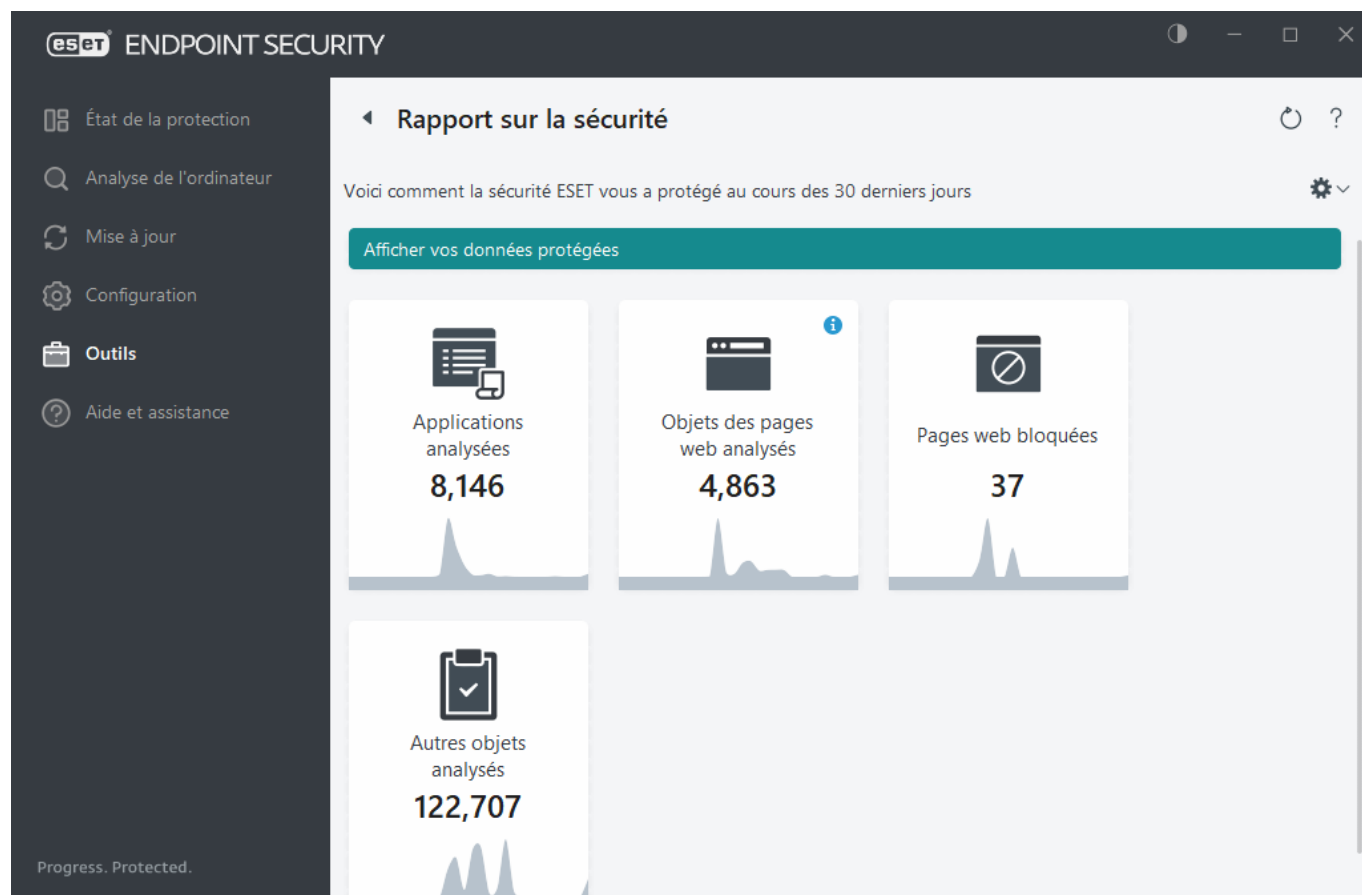 eset ENDPOINT SECURITY
État de la protection
Analyse de l'ordinateur
Mise à jour
Configuration
Outils
Aide et assistance
Progress. Protected.
Rapport sur la sécurité
?
Voici comment la sécurité ESET vous a protégé au cours des 30 derniers jours
Afficher vos données protégées
Applications
analysées
8,146
Objets des pages
web analysés
4,863
Pages web bloquées
37
Autres objets
analysés
122,707